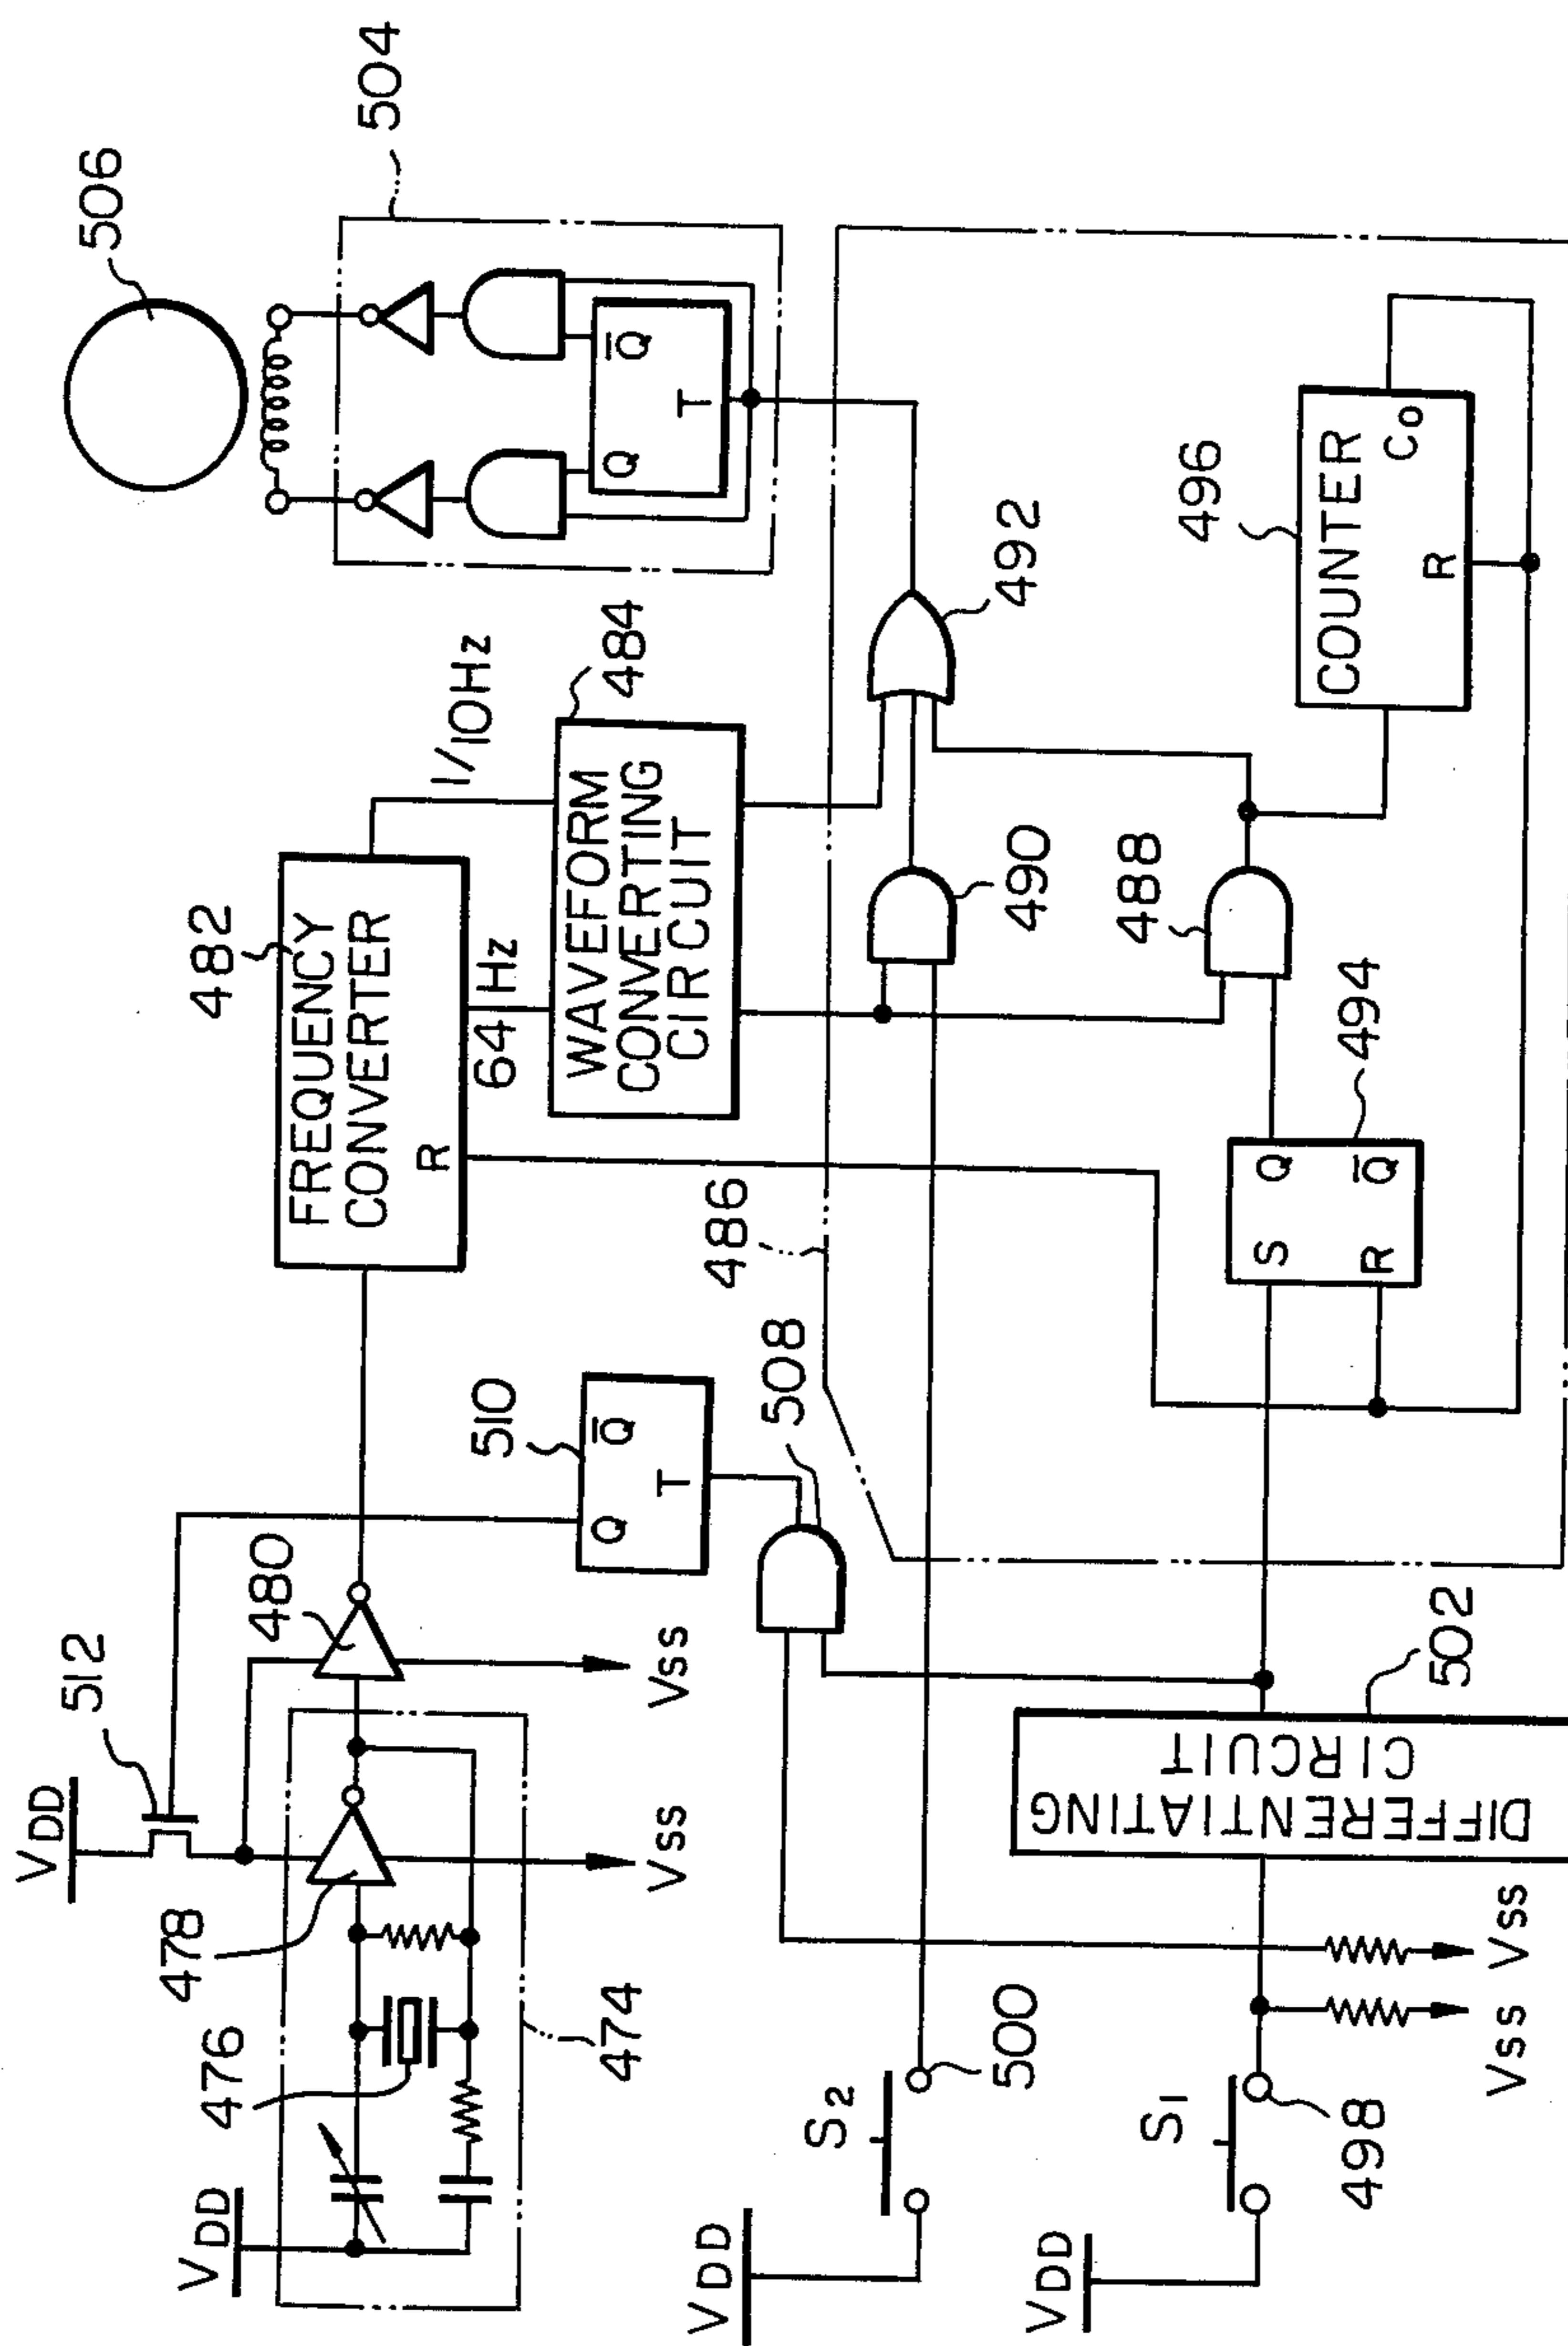 506
504
1/10Hz
482
FREQUENCY
CONVERTER
R
64 Hz
484
WAVEFORM
CONVERTING
CIRCUIT
Q
Q̅
T
512
VDD
480
510
Q
Q̅
T
Vss
478
Vss
476
VDD
474
508
486
490
492
488
496
COUNTER
Co
R
494
S
Q
R
Q̅
502
DIFFERENTIATING
CIRCUIT
S2
500
VDD
S1
498
VDD
Vss
Vss